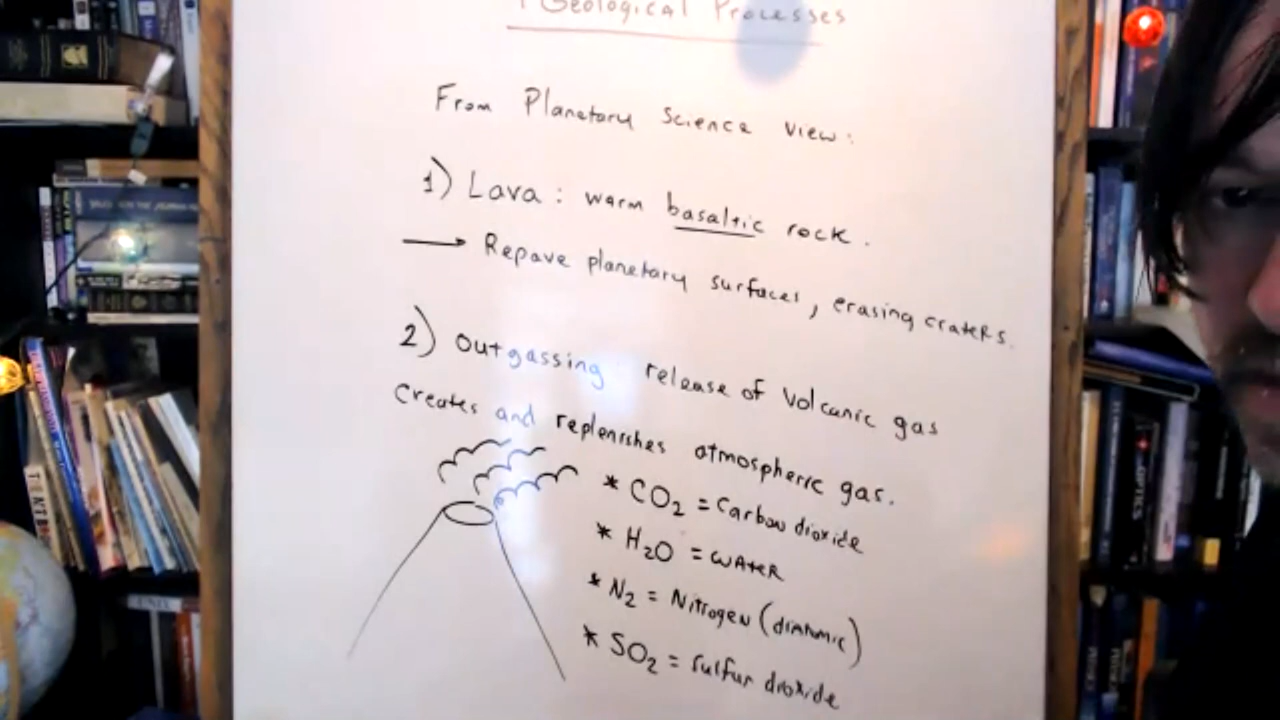 Geological Processes
From Planetary Science View:
1) Lava: warm basaltic rock.
→ Repave planetary surfaces, erasing craters.
2) Outgassing release of Volcanic gas
Creates and replenishes atmospheric gas.
* CO₂ = Carbon dioxide
* H₂O = WATER
* N₂ = Nitrogen (diatomic)
* SO₂ = Sulfur dioxide
OPTICS